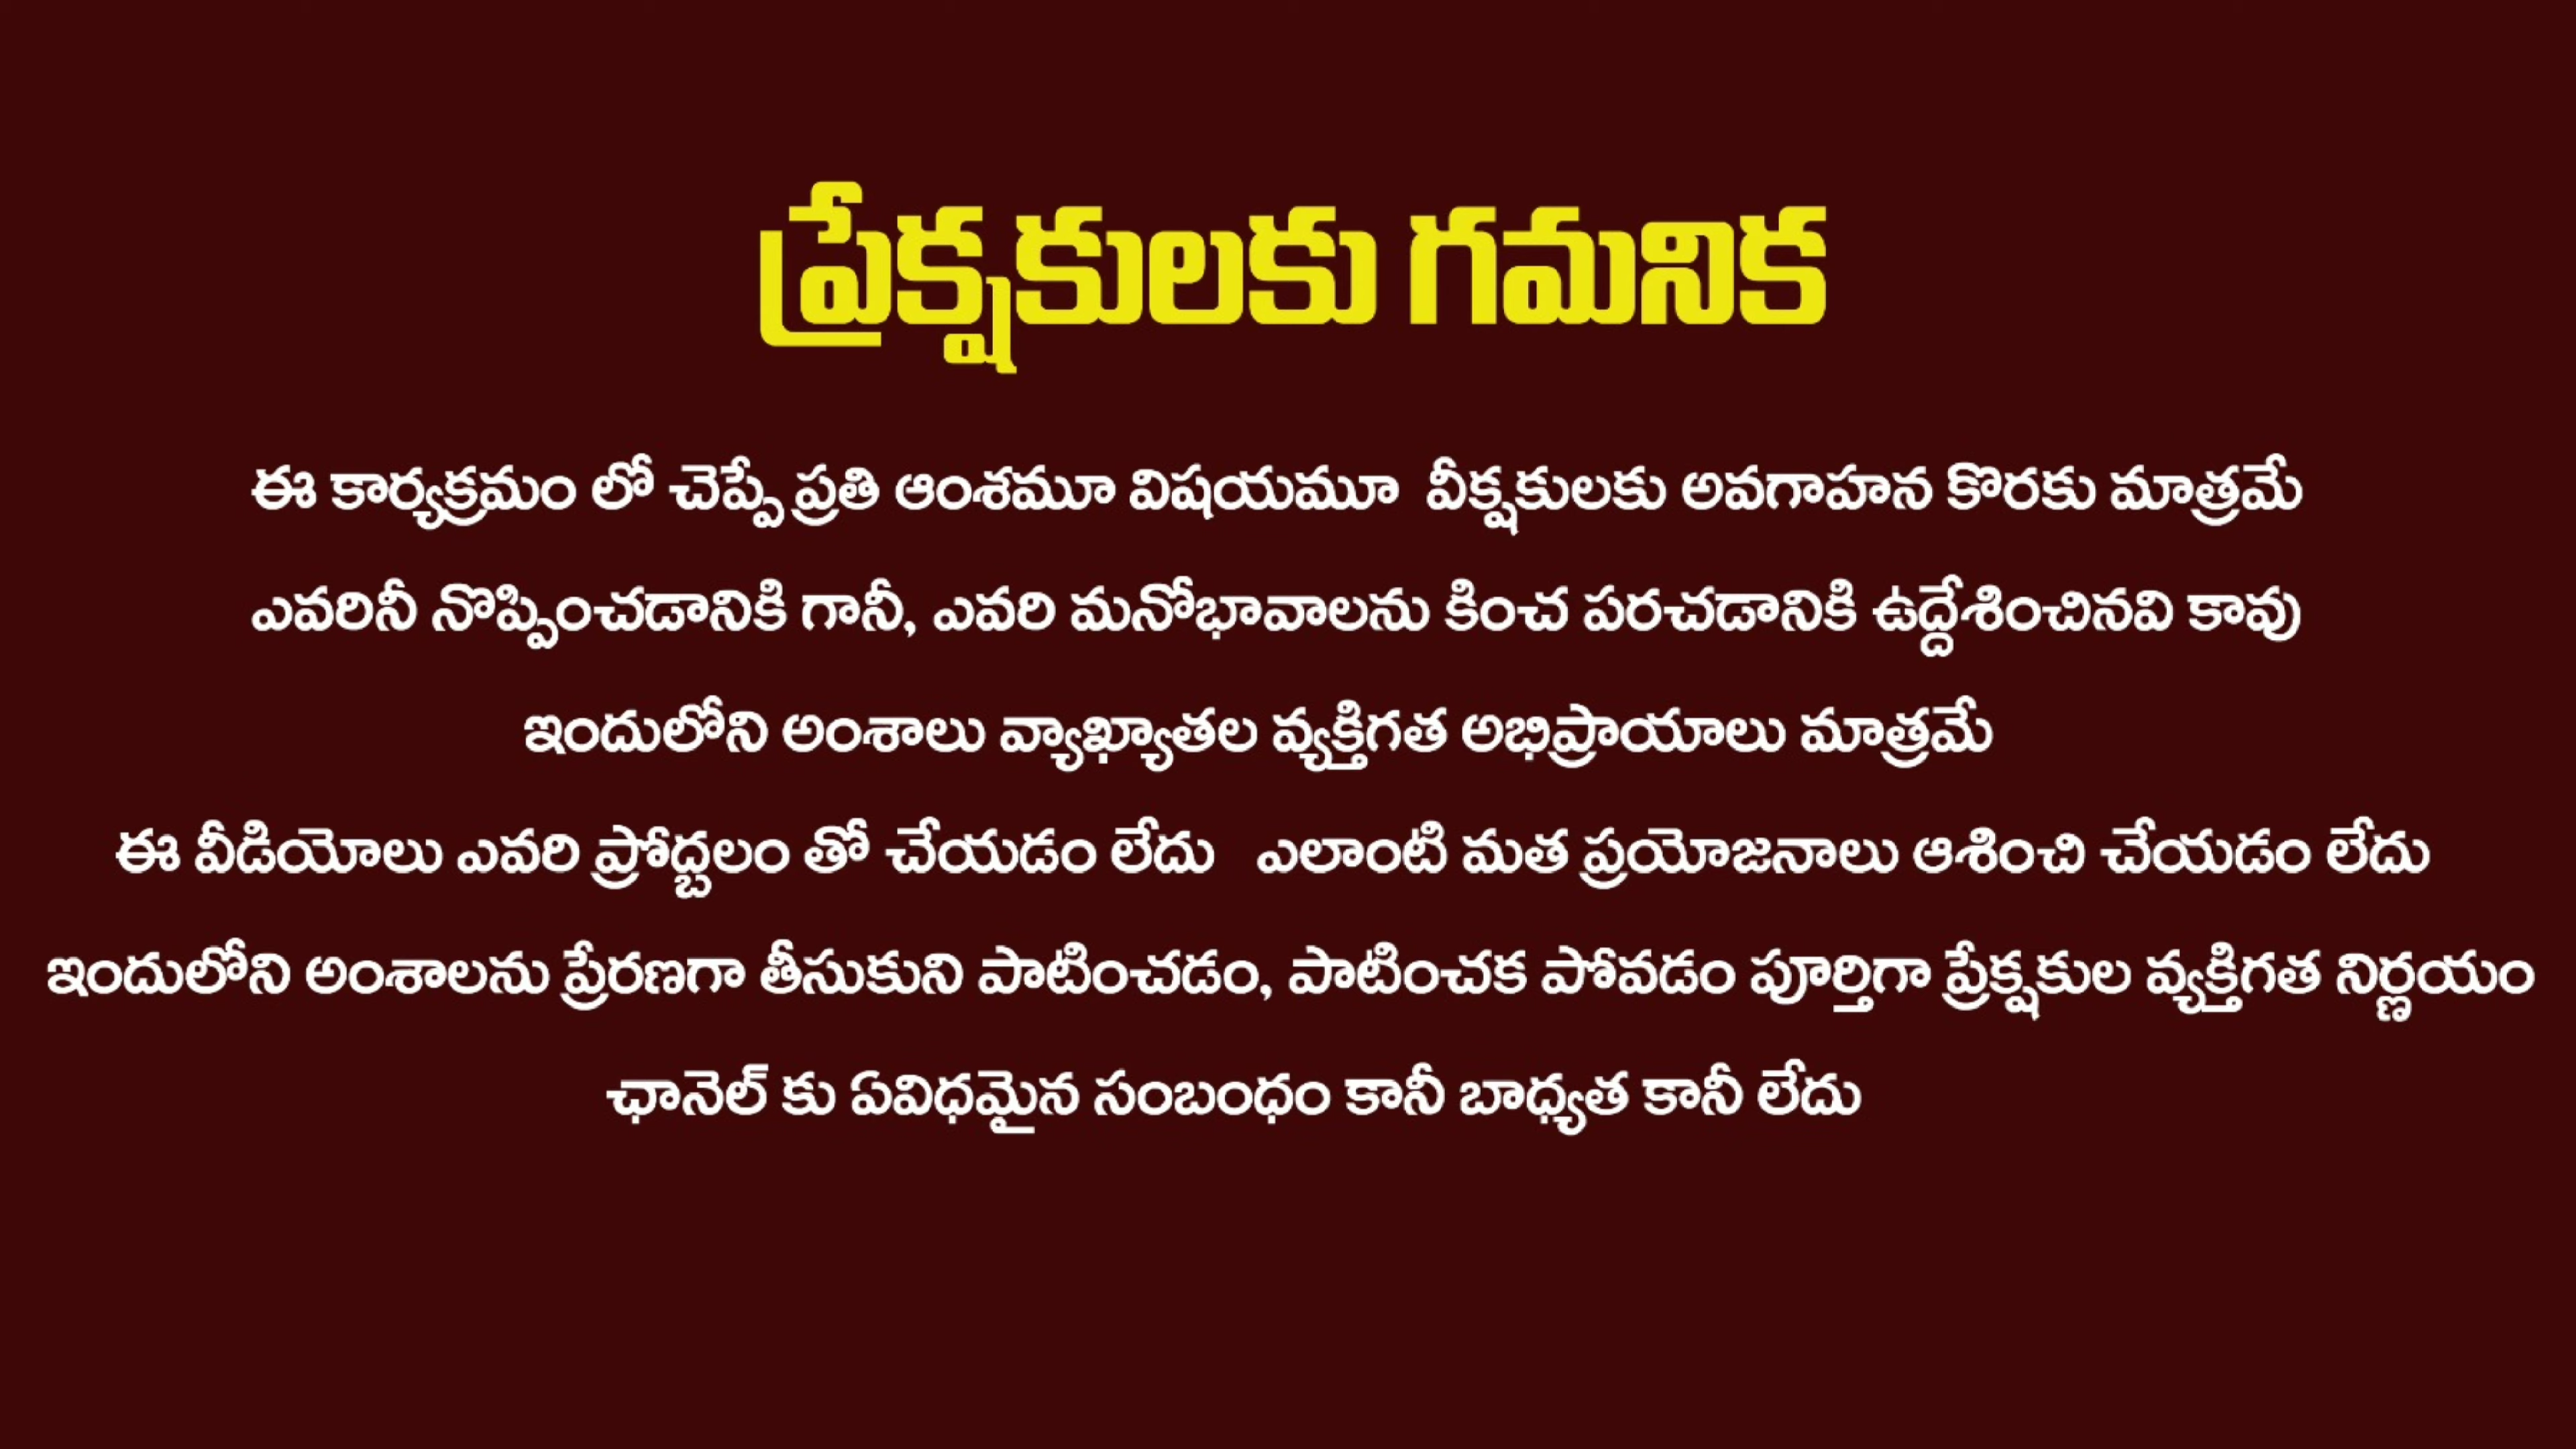 ప్రేక్షకులకు గమనిక
ఈ కార్యక్రమం లో చెప్పే ప్రతి ఆంశమూ విషయమూ వీక్షకులకు అవగాహన కొరకు మాత్రమే
ఎవరినీ నొప్పించడానికి గానీ, ఎవరి మనోభావాలను కించ పరచడానికి ఉద్దేశించినవి కావు
ఇందులోని అంశాలు వ్యాఖ్యాతల వ్యక్తిగత అభిప్రాయాలు మాత్రమే
ఈ వీడియోలు ఎవరి ప్రోద్బలం తో చేయడం లేదు ఎలాంటి మత ప్రయోజనాలు ఆశించి చేయడం లేదు
ఇందులోని అంశాలను ప్రేరణగా తీసుకుని పాటించడం, పాటించక పోవడం పూర్తిగా ప్రేక్షకుల వ్యక్తిగత నిర్ణయం
ఛానెల్ కు ఏవిధమైన సంబంధం కానీ బాధ్యత కానీ లేదు